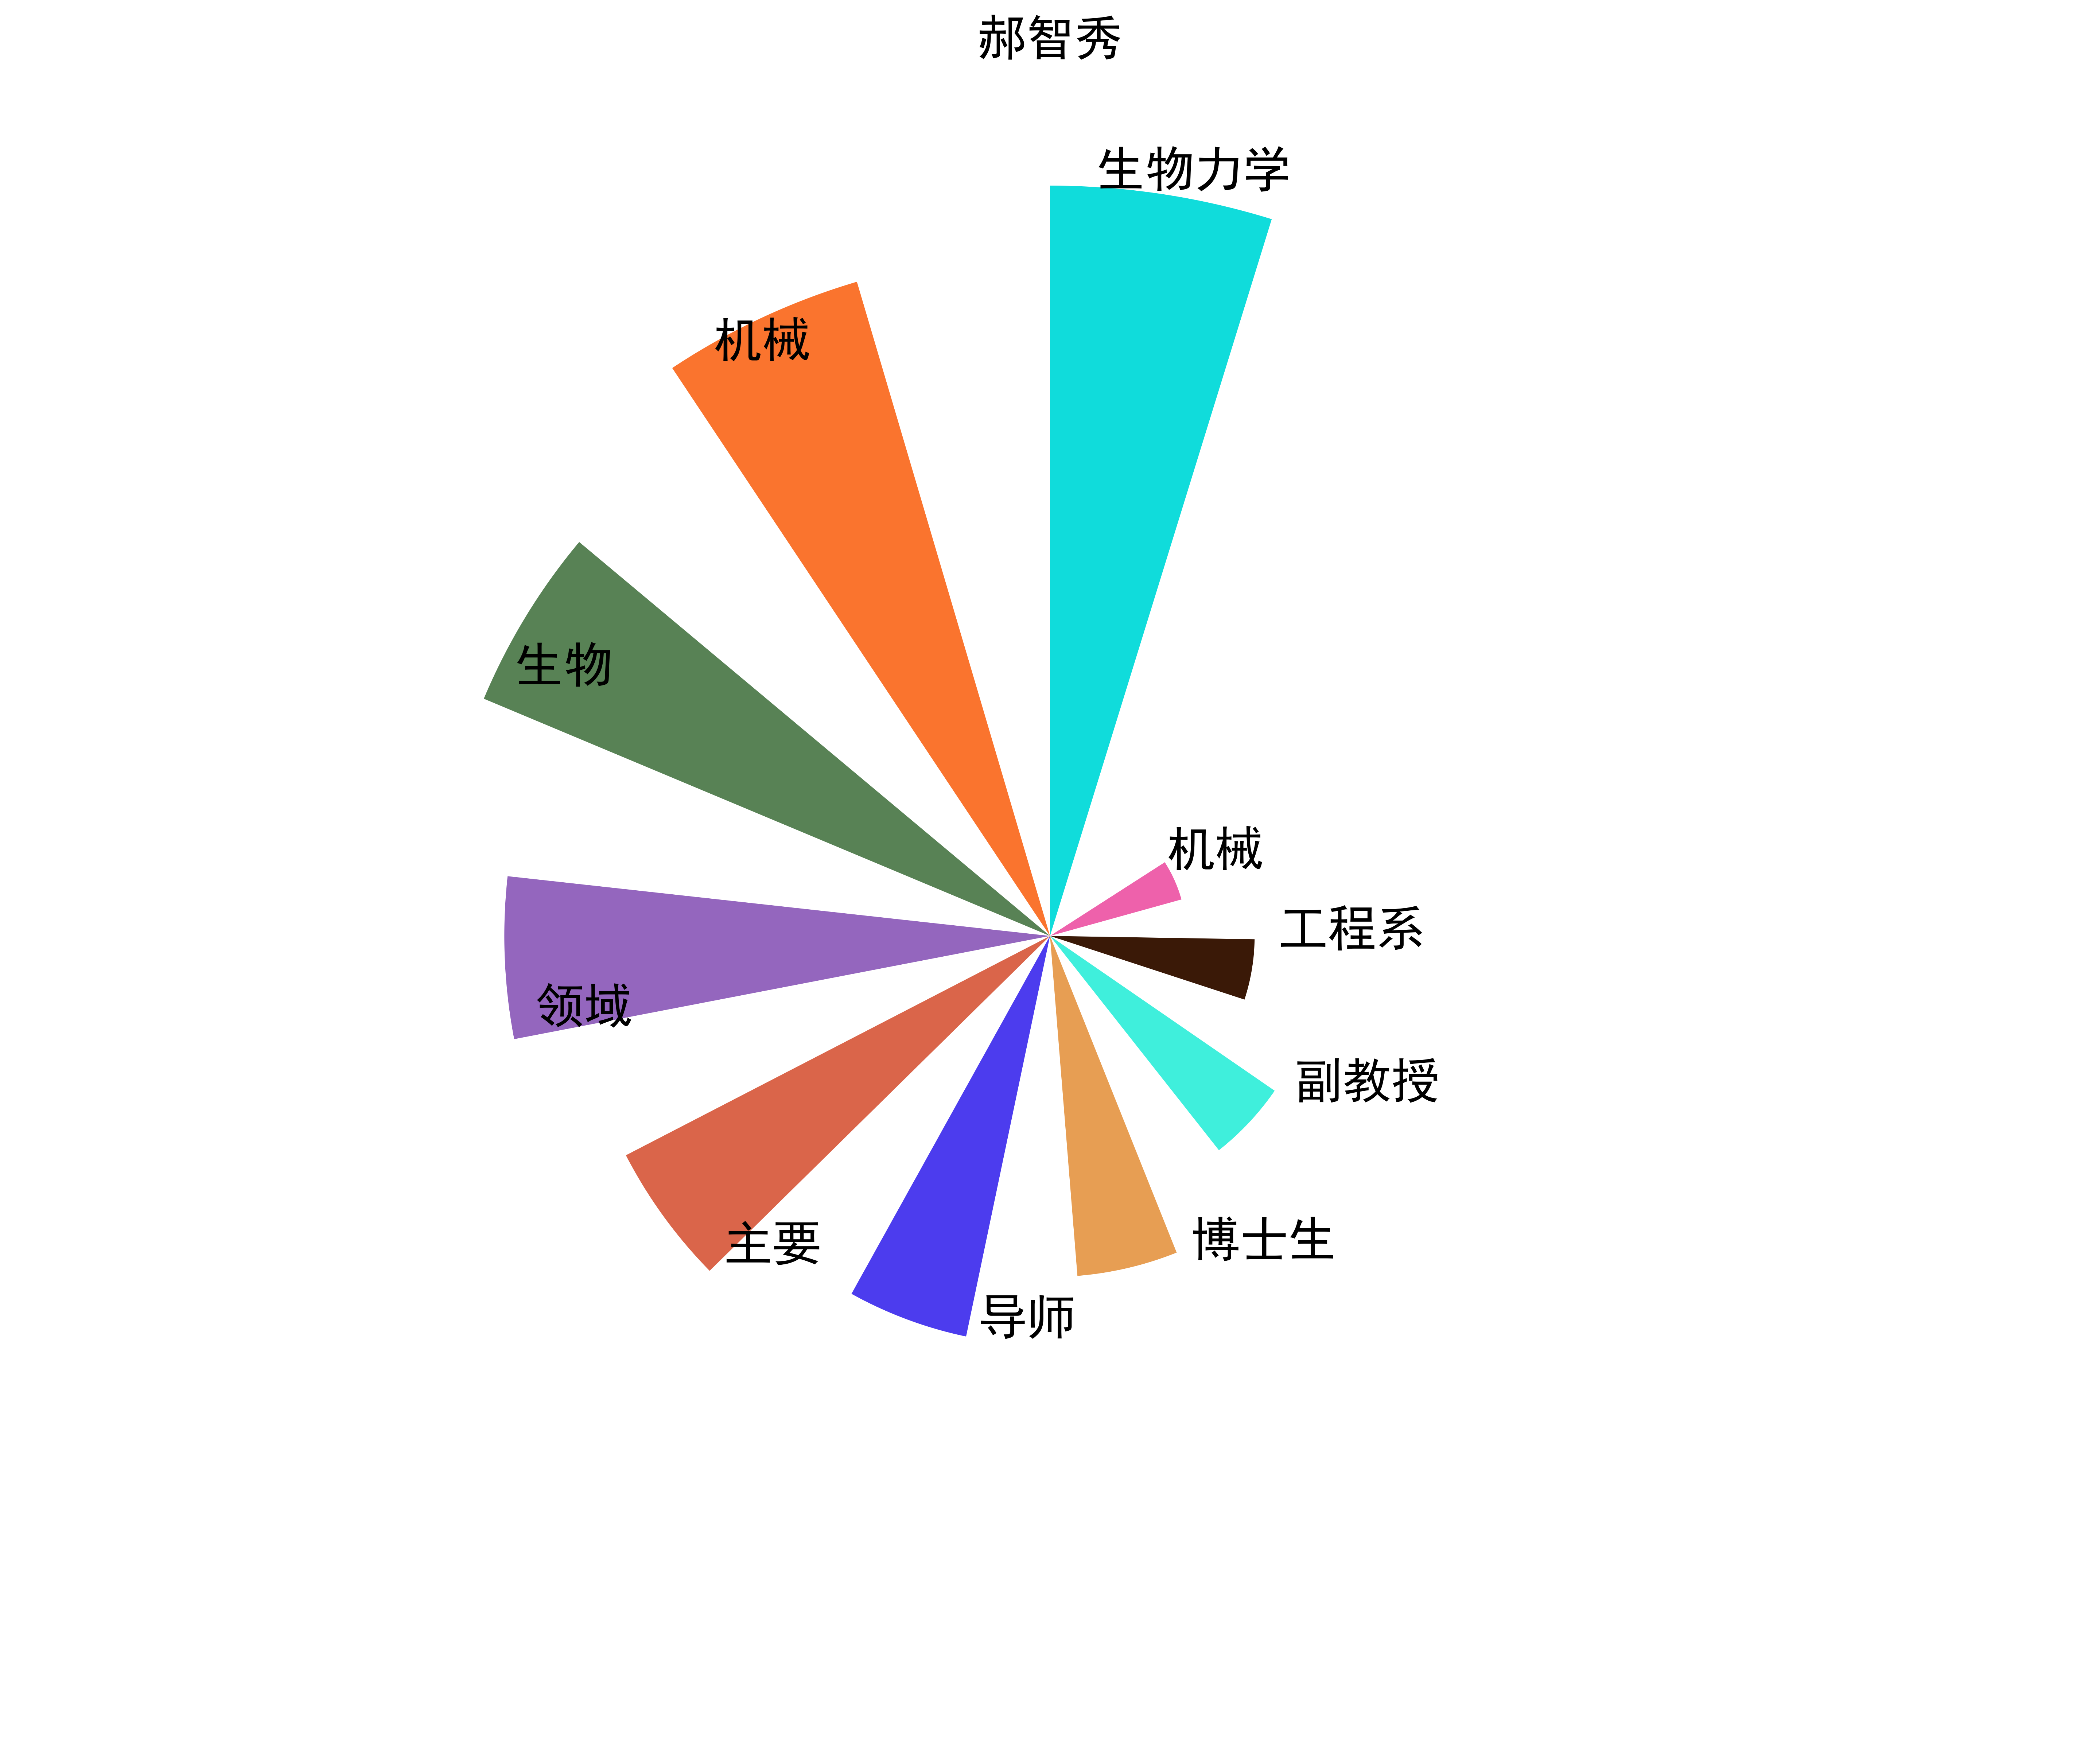 郝智秀
生物力学
机械
生物
机械
工程系
领域
副教授
博士生
主要
导师